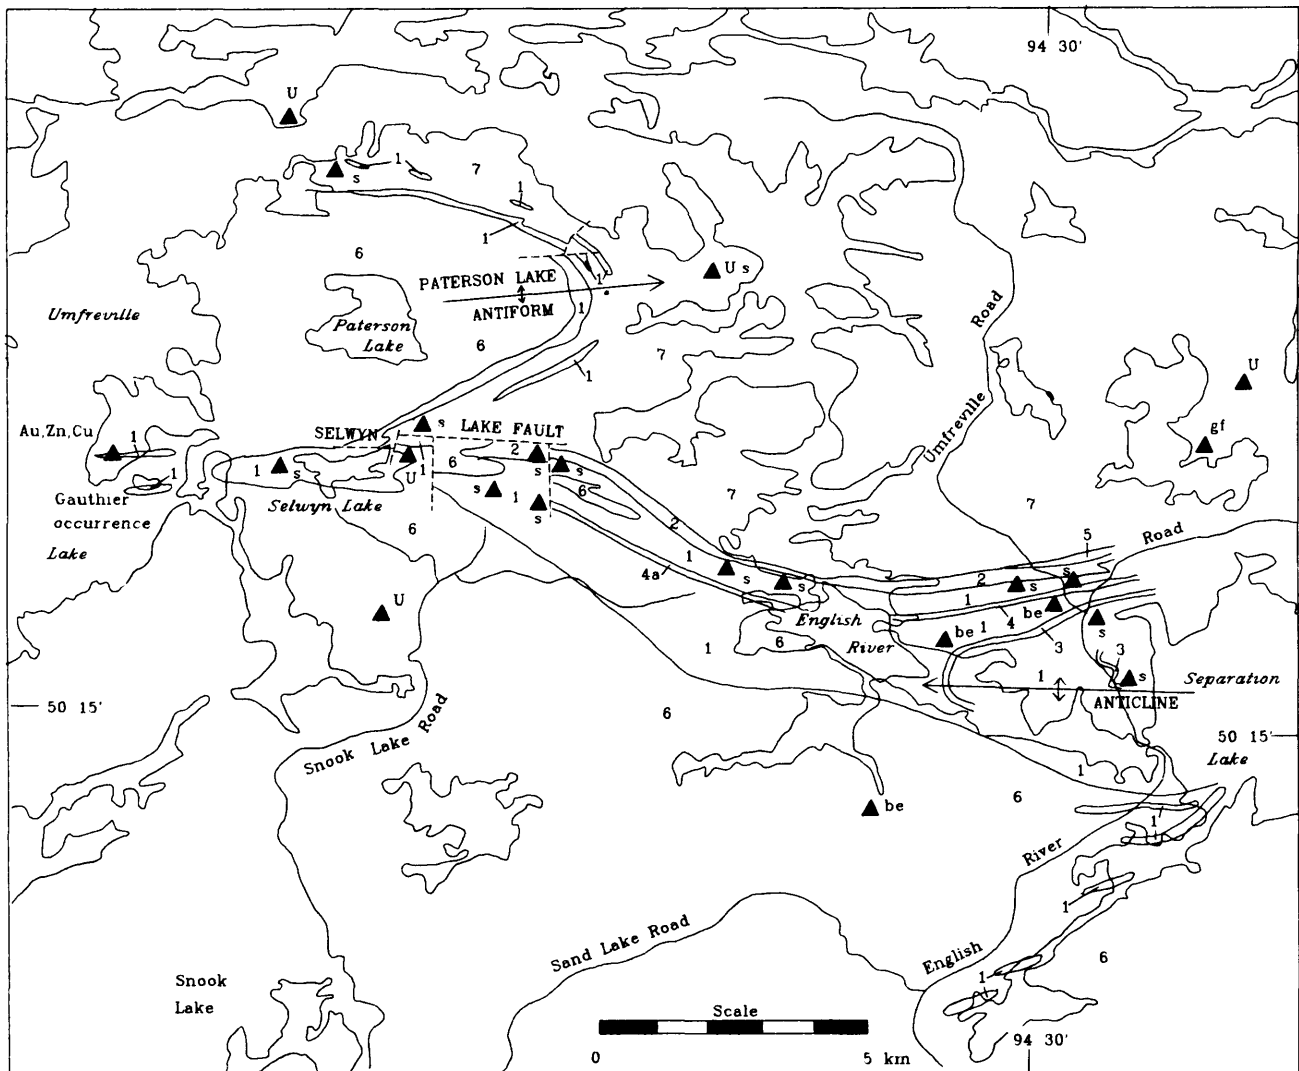 94 30'
U
1
7
s
1
1
6
U s
PATERSON LAKE
1
ANTIFORM
1
Umfreville
Paterson
Lake
6
7
1
Road
U
Au,Zn,Cu
1
SELWYN
s
LAKE FAULT
gf
Umfreville
1
1
s
U
1
6
2
s
s
Gauthier
occurrence
Lake
Selwyn Lake
6
s
1
s
6
7
7
2
1
4a
5
Road
s
s
2
s
s
U
1
English
River
be
1
4
be
3
s
3
6
1
1
s
Separation
ANTICLINE
50 15'
6
Snook Lake Road
50 15'
Lake
1
6
be
1
River
1
Sand Lake Road
English
6
1
Snook
Lake
Scale
94 30'
0 5 km